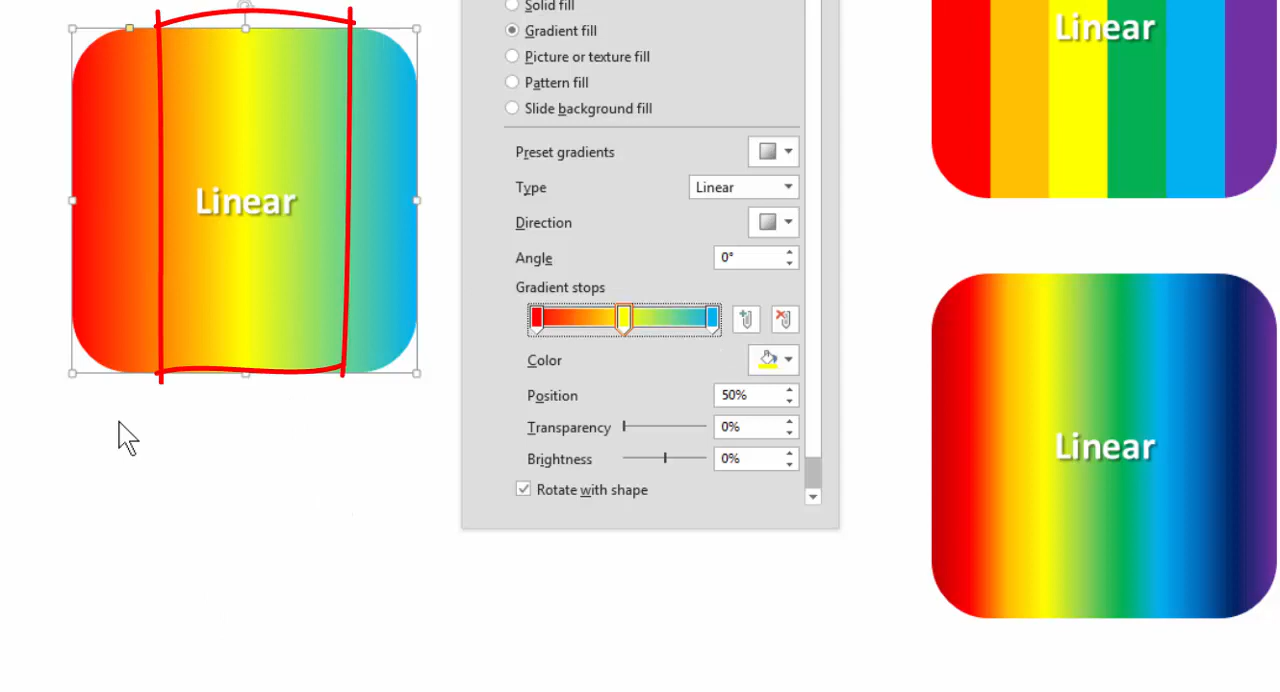 Linear
Solid fill
Gradient fill
Picture or texture fill
Pattern fill
Slide background fill
Preset gradients
Type Linear
Direction
Angle 0°
Gradient stops
Color
Position 50%
Transparency 0%
Brightness 0%
Rotate with shape
Linear
Linear